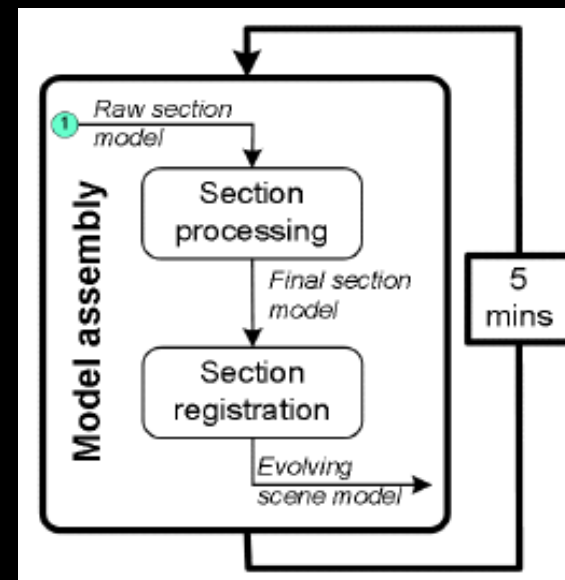 1
Raw section
model
Section
processing
Final section
model
Section
registration
Evolving
scene model
Model assembly
5
mins